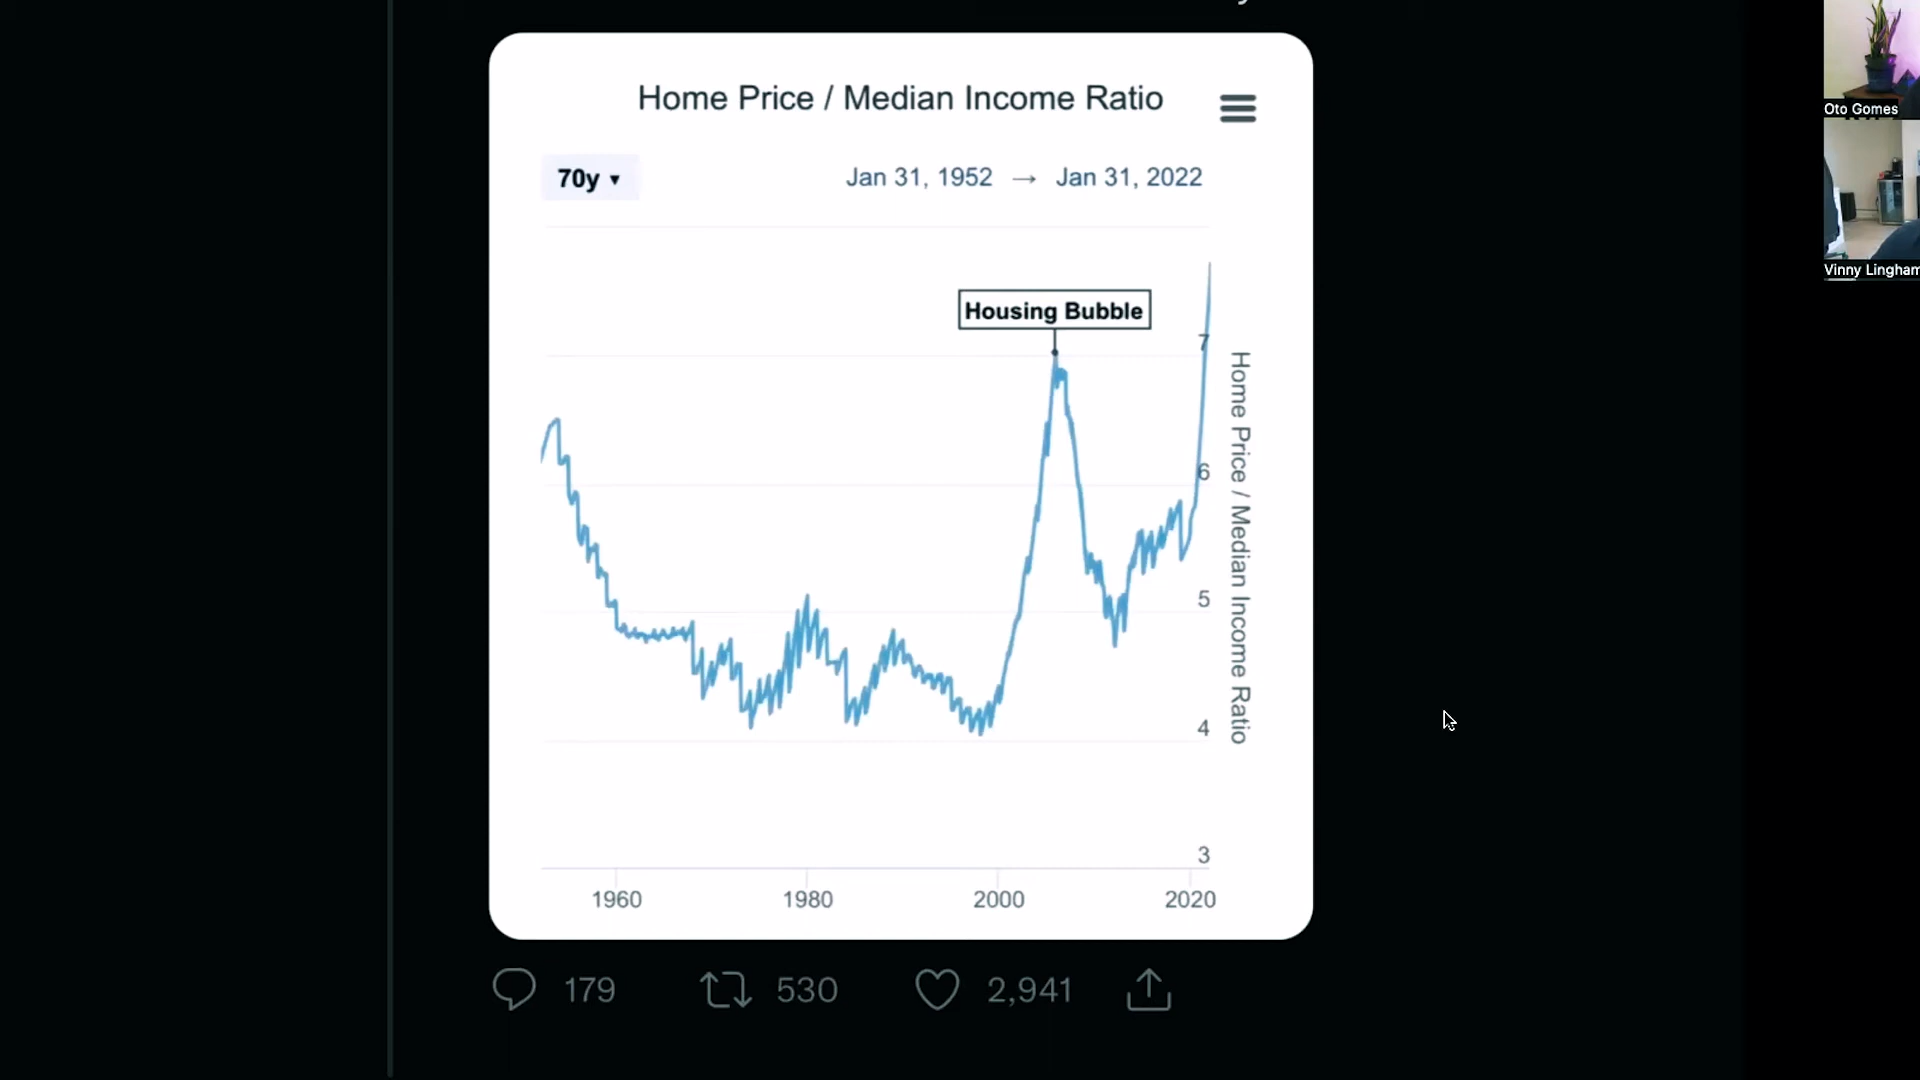 Home Price / Median Income Ratio
70y
Jan 31, 1952 → Jan 31, 2022
Housing Bubble
7
6
5
4
3
Home Price / Median Income Ratio
1960 1980 2000 2020
179 530 2,941
Oto Gomes
Vinny Lingham